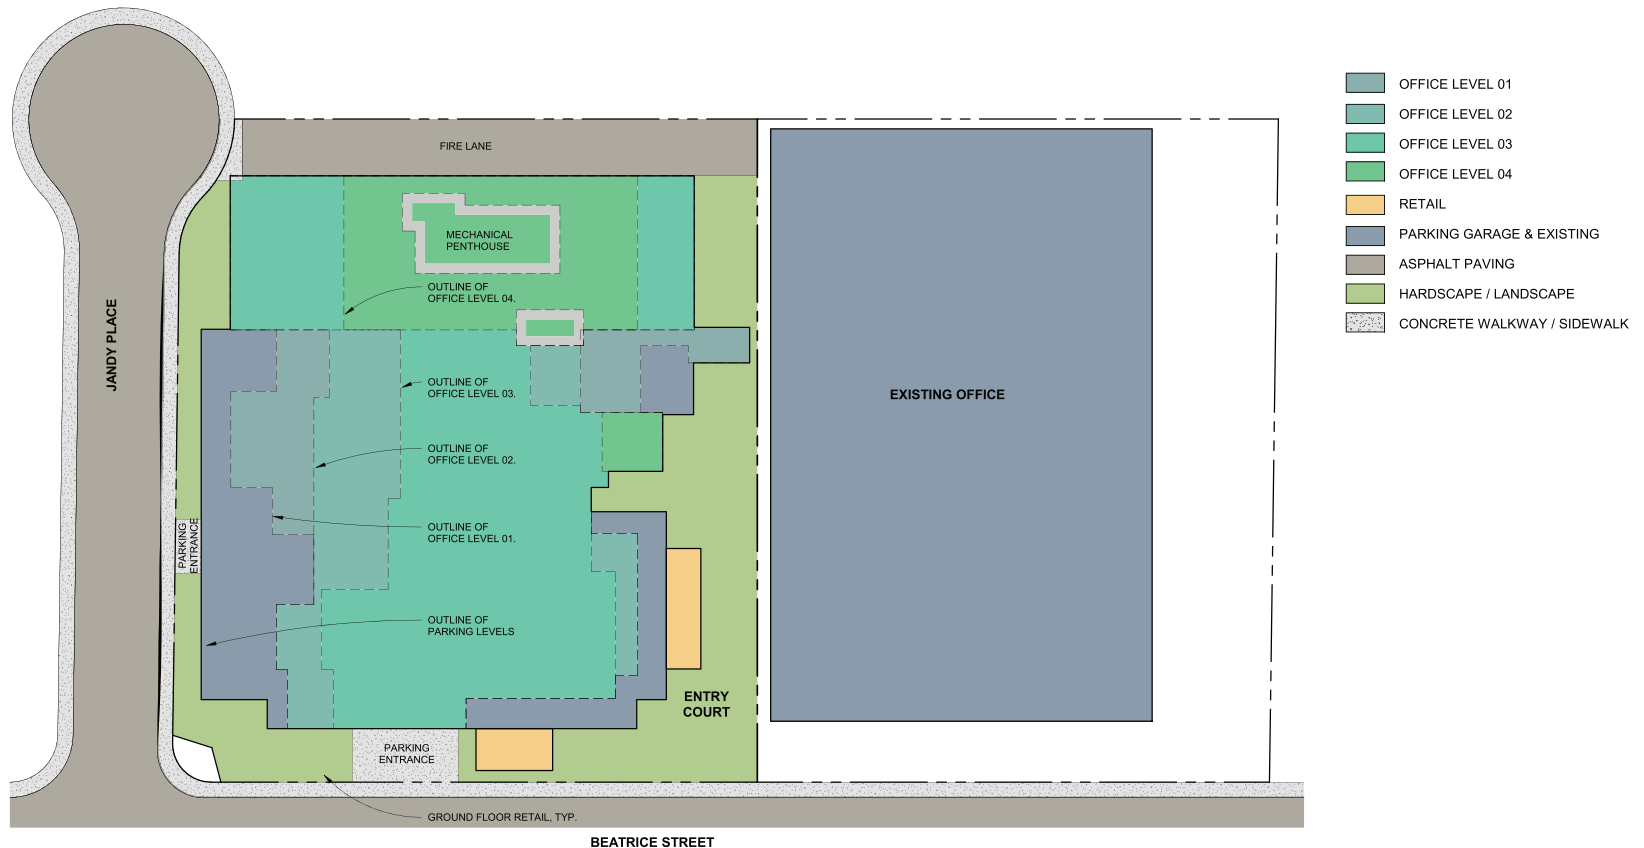 OFFICE LEVEL 01
OFFICE LEVEL 02
OFFICE LEVEL 03
OFFICE LEVEL 04
RETAIL
PARKING GARAGE & EXISTING
ASPHALT PAVING
HARDSCAPE / LANDSCAPE
CONCRETE WALKWAY / SIDEWALK
FIRE LANE
MECHANICAL
PENTHOUSE
OUTLINE OF
OFFICE LEVEL 04.
JANDY PLACE
OUTLINE OF
OFFICE LEVEL 03.
EXISTING OFFICE
OUTLINE OF
OFFICE LEVEL 02.
OUTLINE OF
OFFICE LEVEL 01.
PARKING
ENTRANCE
OUTLINE OF
PARKING LEVELS
ENTRY
COURT
PARKING
ENTRANCE
GROUND FLOOR RETAIL, TYP.
BEATRICE STREET